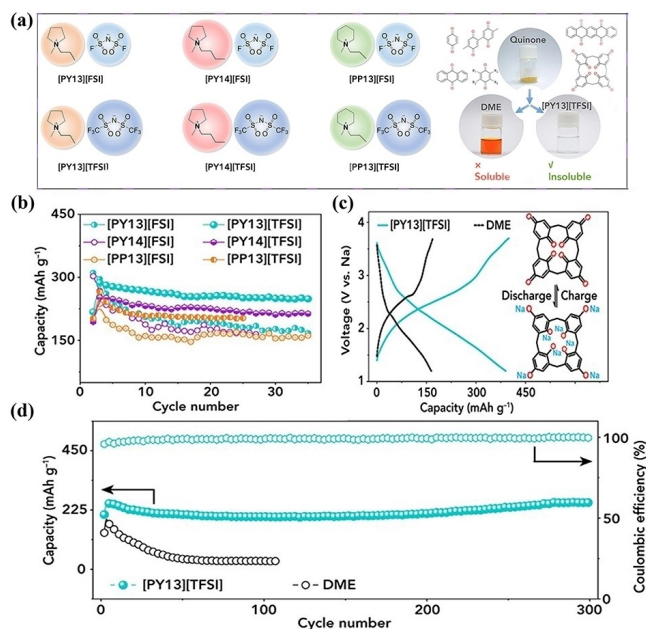 (a)
[PY13][FSI]
[PY14][FSI]
[PP13][FSI]
Quinone
DME
[PY13][TFSI]
× Soluble
√ Insoluble
[PY13][TFSI]
[PY14][TFSI]
[PP13][TFSI]
(b)
Capacity (mAh g⁻¹)
450
300
150
[PY13][FSI] [PY13][TFSI]
[PY14][FSI] [PY14][TFSI]
[PP13][FSI] [PP13][TFSI]
0 10 20 30
Cycle number
(c)
Voltage (V vs. Na)
4
3
2
1
[PY13][TFSI] DME
0 150 300 450
Capacity (mAh g⁻¹)
Discharge Charge
(d)
Capacity (mAh g⁻¹)
450
225
0
[PY13][TFSI] DME
0 100 200 300
Cycle number
100
50
0
Coulombic efficiency (%)